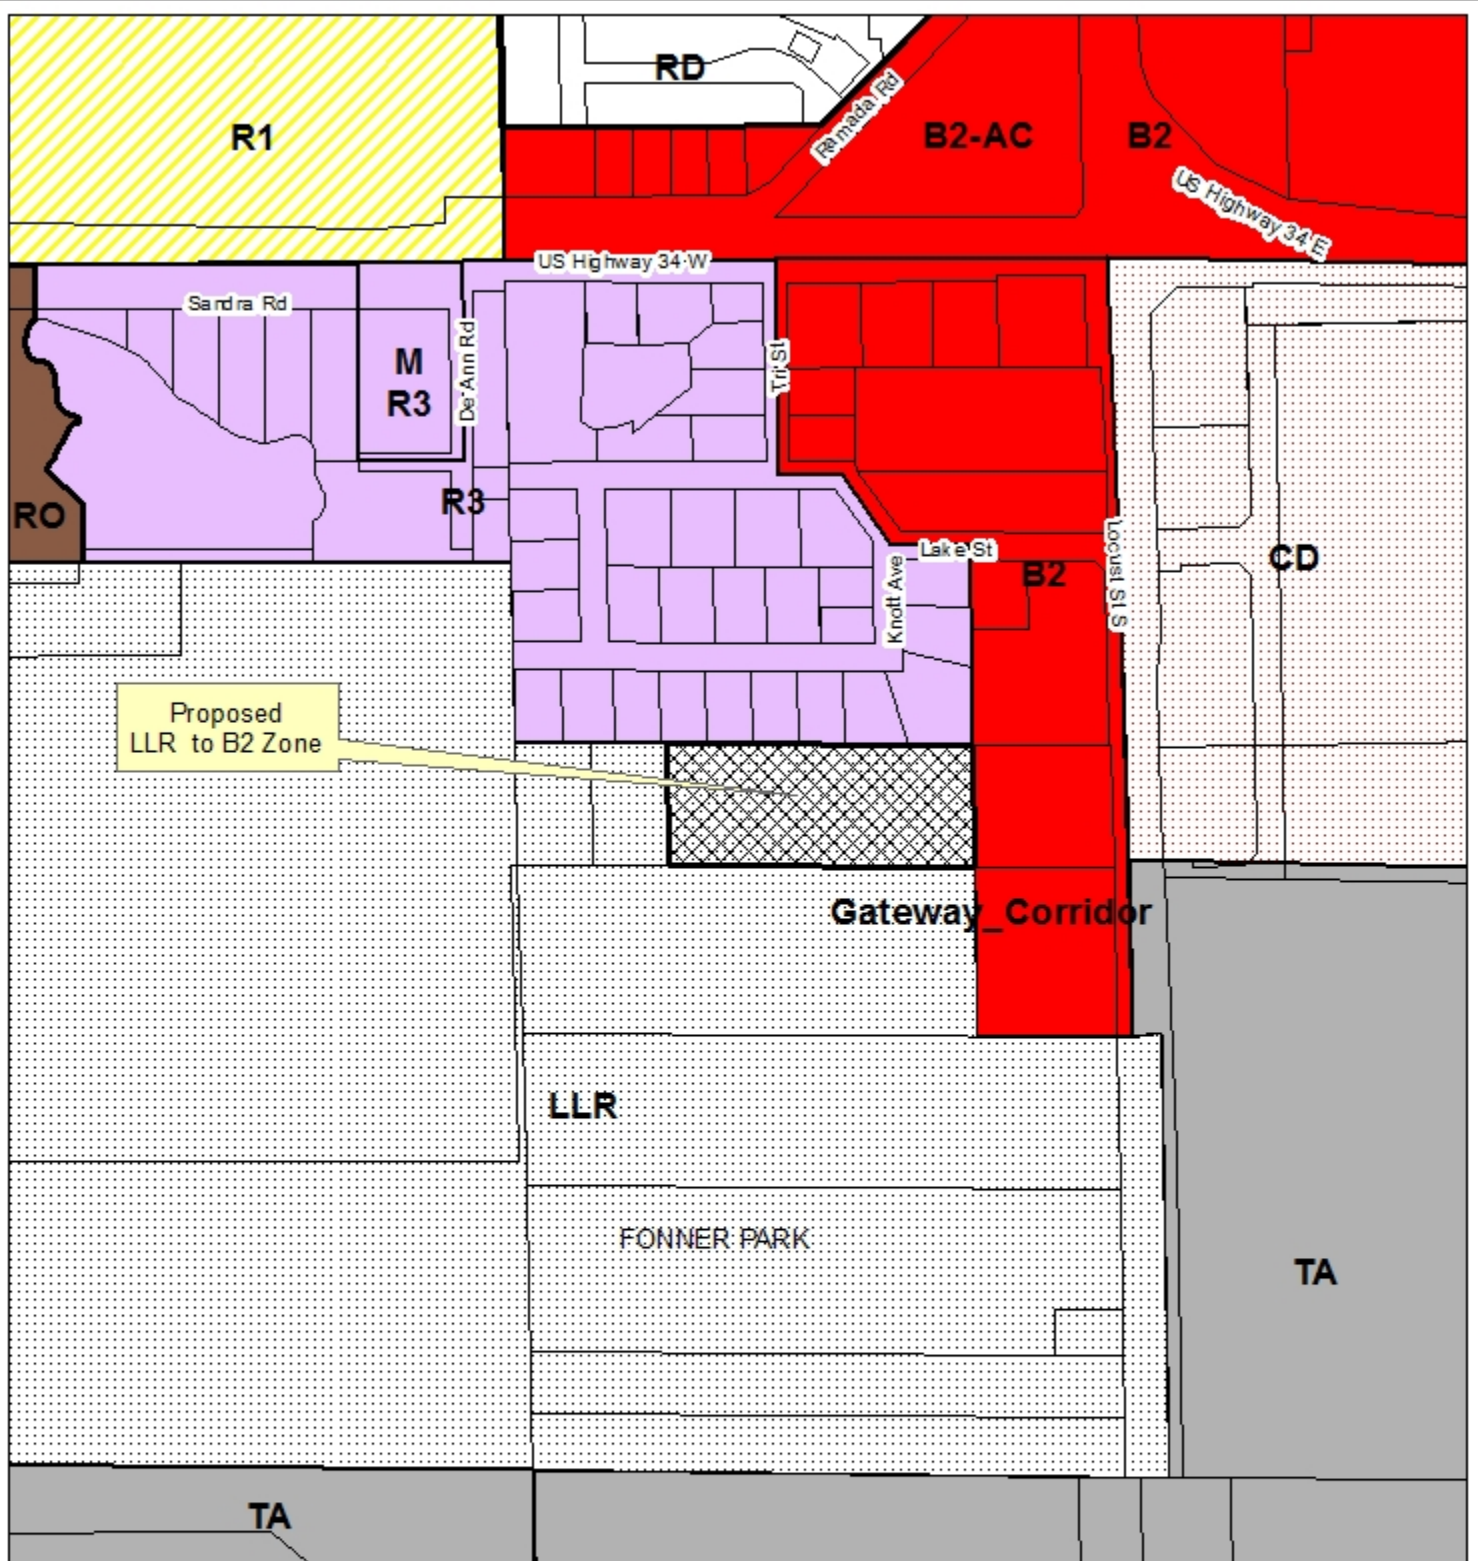 RD
R1
Ramada Rd
B2-AC
B2
US Highway 34 E
US Highway 34 W
Sandra Rd
M
R3
De Ann Rd
Tri St
R3
RO
Lake St
B2
Knott Ave
Locust St S
CD
Proposed
LLR to B2 Zone
Gateway_Corridor
LLR
FONNER PARK
TA
TA